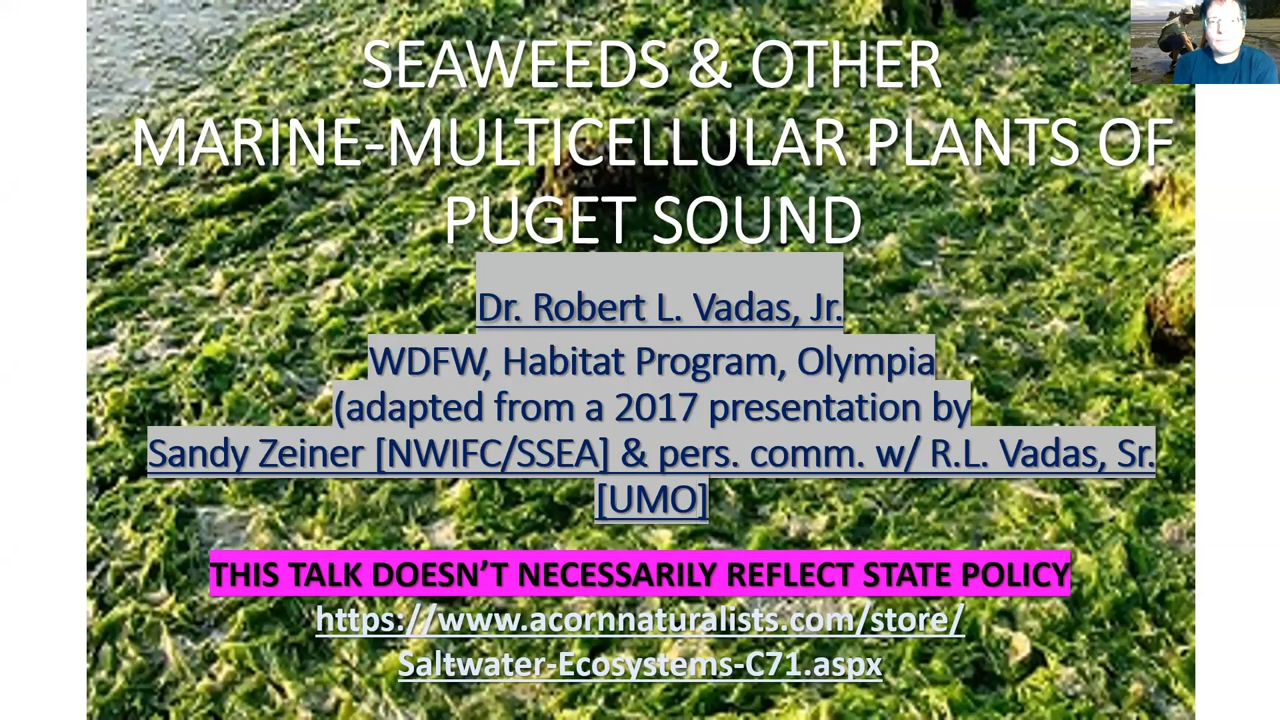 SEAWEEDS & OTHER
MARINE-MULTICELLULAR PLANTS OF
PUGET SOUND
Dr. Robert L. Vadas, Jr.
WDFW, Habitat Program, Olympia
(adapted from a 2017 presentation by
Sandy Zeiner [NWIFC/SSEA] & pers. comm. w/ R.L. Vadas, Sr.
[UMO]
THIS TALK DOESN'T NECESSARILY REFLECT STATE POLICY
https://www.acornnaturalists.com/store/
Saltwater-Ecosystems-C71.aspx